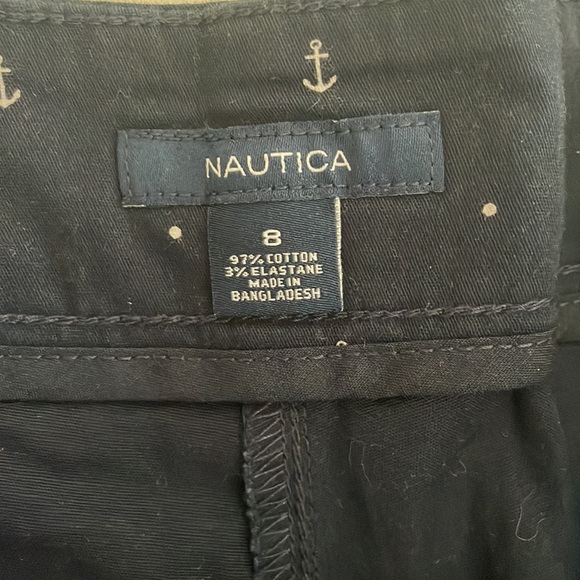 NAUTICA
8
97% COTTON
3% ELASTANE
MADE IN
BANGLADESH